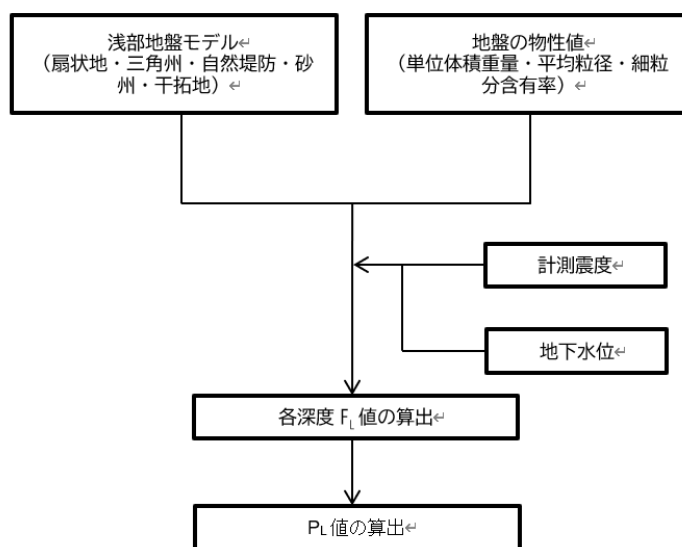 浅部地盤モデル↵
（扇状地・三角州・自然堤防・砂
州・干拓地）↵
地盤の物性値↵
（単位体積重量・平均粒径・細粒
分含有率）↵
計測震度↵
地下水位↵
各深度 FL 値の算出↵
PL値の算出↵